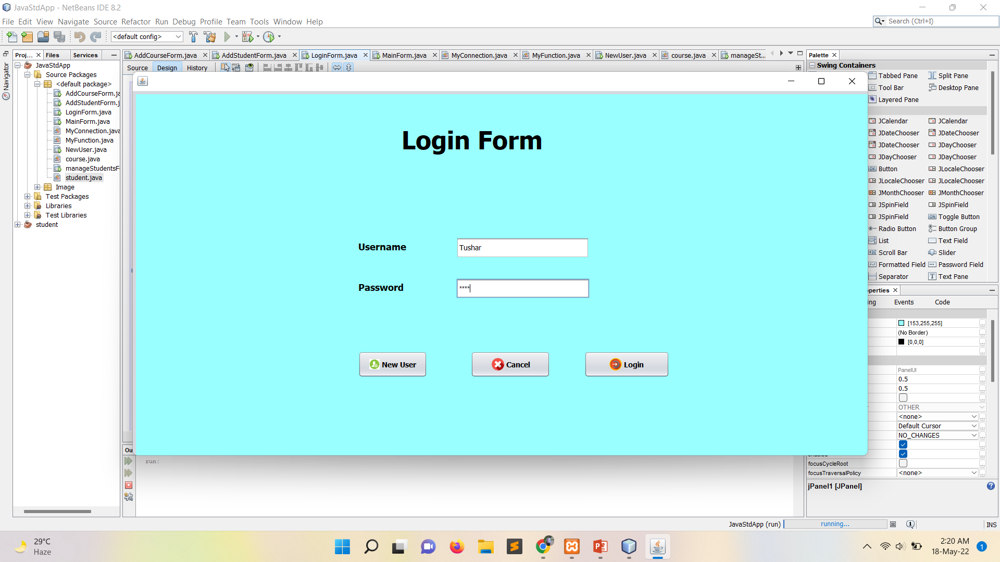 JavaStdApp - NetBeans IDE 8.2
File Edit View Navigate Source Refactor Run Debug Profile Team Tools Window Help
Search (Ctrl+I)
<default config>
Proj... Files Services
AddCourseForm.java AddStudentForm.java LoginForm.java MainForm.java MyConnection.java MyFunction.java NewUser.java course.java manageSt...
Palette
Source Design History
Navigator
JavaStdApp
Source Packages
<default package>
AddCourseForm.ja
AddStudentForm.j
LoginForm.java
MainForm.java
MyConnection.java
MyFunction.java
NewUser.java
course.java
manageStudentsF
student.java
Image
Test Packages
Libraries
Test Libraries
student
Login Form
Username
Tushar
Password
****
New User
Cancel
Login
Swing Containers
Tabbed Pane Split Pane
Tool Bar Desktop Pane
Layered Pane
JCalendar JCalendar
JDateChooser JDateChooser
JDateChooser JDayChooser
JDayChooser JDayChooser
Button JLocaleChooser
JLocaleChooser JLocaleChooser
JMonthChooser JMonthChooser
JSpinField JSpinField
JSpinField Toggle Button
Radio Button Button Group
List Text Field
Scroll Bar Slider
Formatted Field Password Field
Separator Text Pane
operties
ing Events Code
[153,255,255]
(No Border)
[0,0,0]
PanelUI
0.5
0.5
OTHER
<none>
Default Cursor
NO_CHANGES
focusCycleRoot
focusTraversalPolicy <none>
jPanel1 [JPanel]
Ou
run:
JavaStdApp (run) running... 1 INS
29°C
Haze
2:20 AM
18-May-22
1